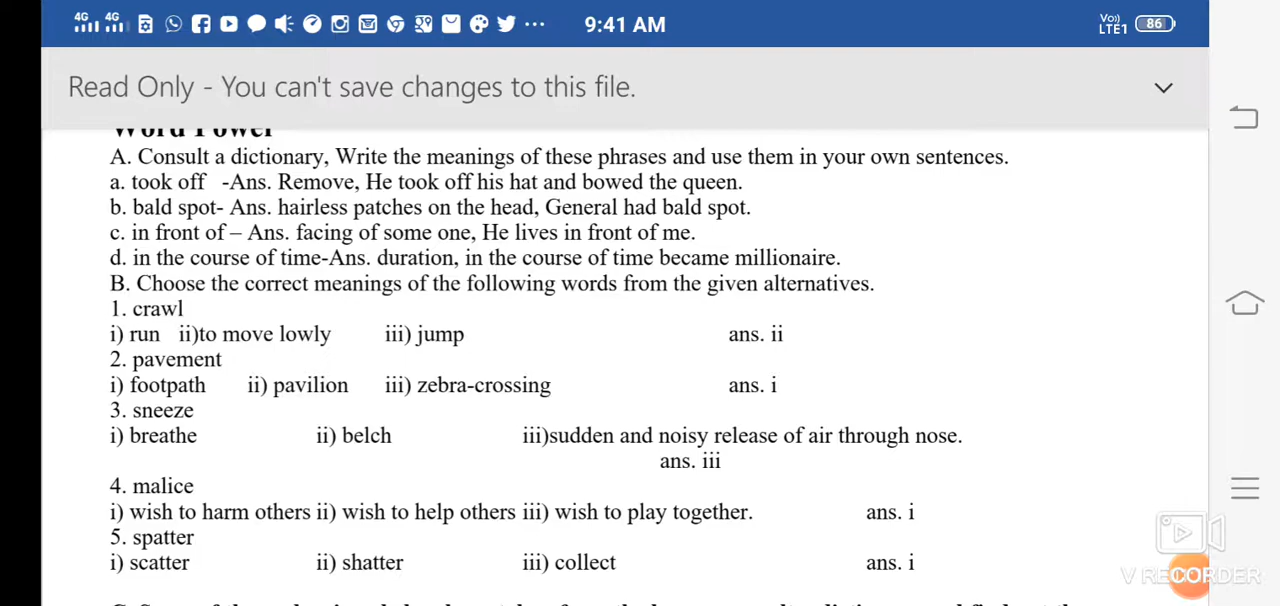 4G 4G 9:41 AM Vo)) LTE1 86
Read Only - You can't save changes to this file.
Word Power
A. Consult a dictionary, Write the meanings of these phrases and use them in your own sentences.
a. took off -Ans. Remove, He took off his hat and bowed the queen.
b. bald spot- Ans. hairless patches on the head, General had bald spot.
c. in front of – Ans. facing of some one, He lives in front of me.
d. in the course of time-Ans. duration, in the course of time became millionaire.
B. Choose the correct meanings of the following words from the given alternatives.
1. crawl
i) run ii)to move lowly iii) jump ans. ii
2. pavement
i) footpath ii) pavilion iii) zebra-crossing ans. i
3. sneeze
i) breathe ii) belch iii)sudden and noisy release of air through nose.
ans. iii
4. malice
i) wish to harm others ii) wish to help others iii) wish to play together. ans. i
5. spatter
i) scatter ii) shatter iii) collect ans. i
V RECORDER